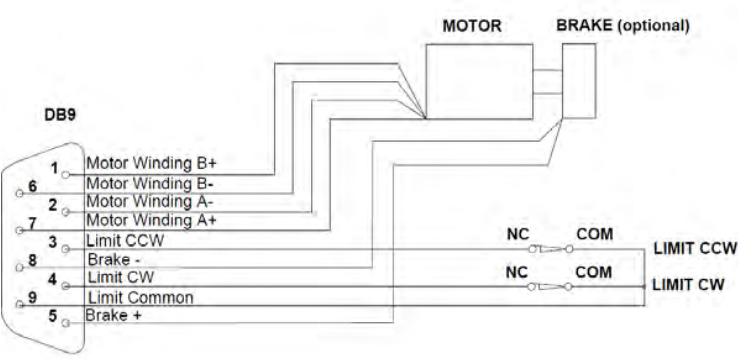 MOTOR
BRAKE (optional)
DB9
1 Motor Winding B+
6 Motor Winding B-
2 Motor Winding A-
7 Motor Winding A+
3 Limit CCW
8 Brake -
4 Limit CW
9 Limit Common
5 Brake +
NC COM LIMIT CCW
NC COM LIMIT CW